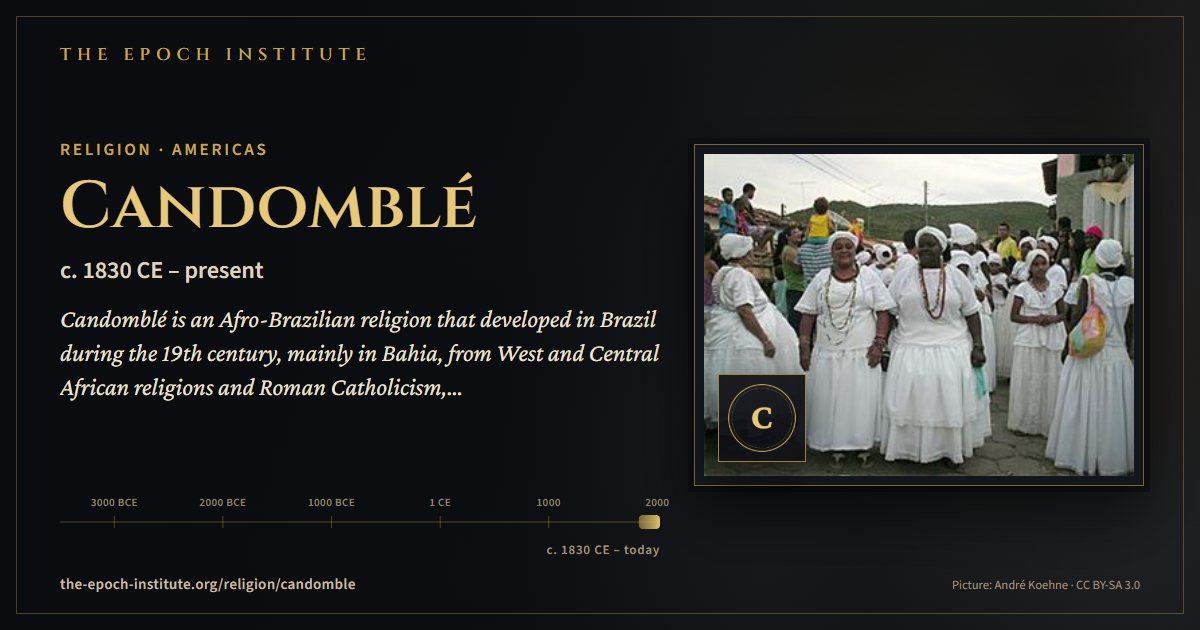 THE EPOCH INSTITUTE
RELIGION · AMERICAS
CANDOMBLÉ
c. 1830 CE – present
Candomblé is an Afro-Brazilian religion that developed in Brazil
during the 19th century, mainly in Bahia, from West and Central
African religions and Roman Catholicism,...
C
3000 BCE 2000 BCE 1000 BCE 1 CE 1000 2000
c. 1830 CE – today
the-epoch-institute.org/religion/candomble
Picture: André Koehne · CC BY-SA 3.0